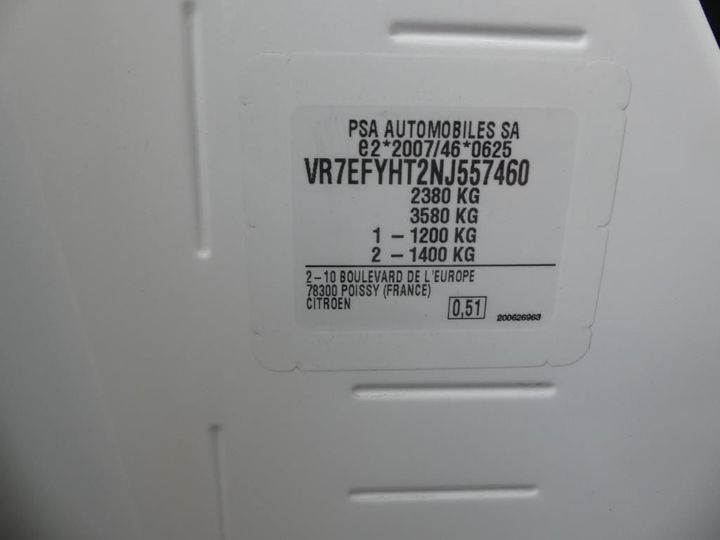 PSA AUTOMOBILES SA
e2*2007/46*0625
VR7EFYHT2NJ557460
2380 KG
3580 KG
1 – 1200 KG
2 – 1400 KG
2–10 BOULEVARD DE L'EUROPE
78300 POISSY (FRANCE)
CITROEN
0,51
200626963